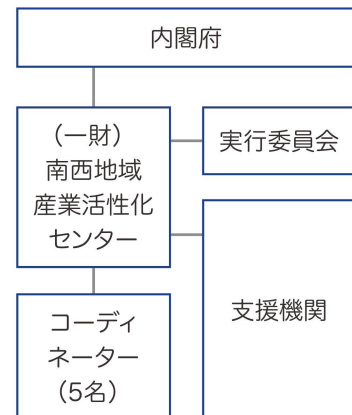 内閣府
（一財）
南西地域
産業活性化
センター
実行委員会
支援機関
コーディ
ネーター
（5名）